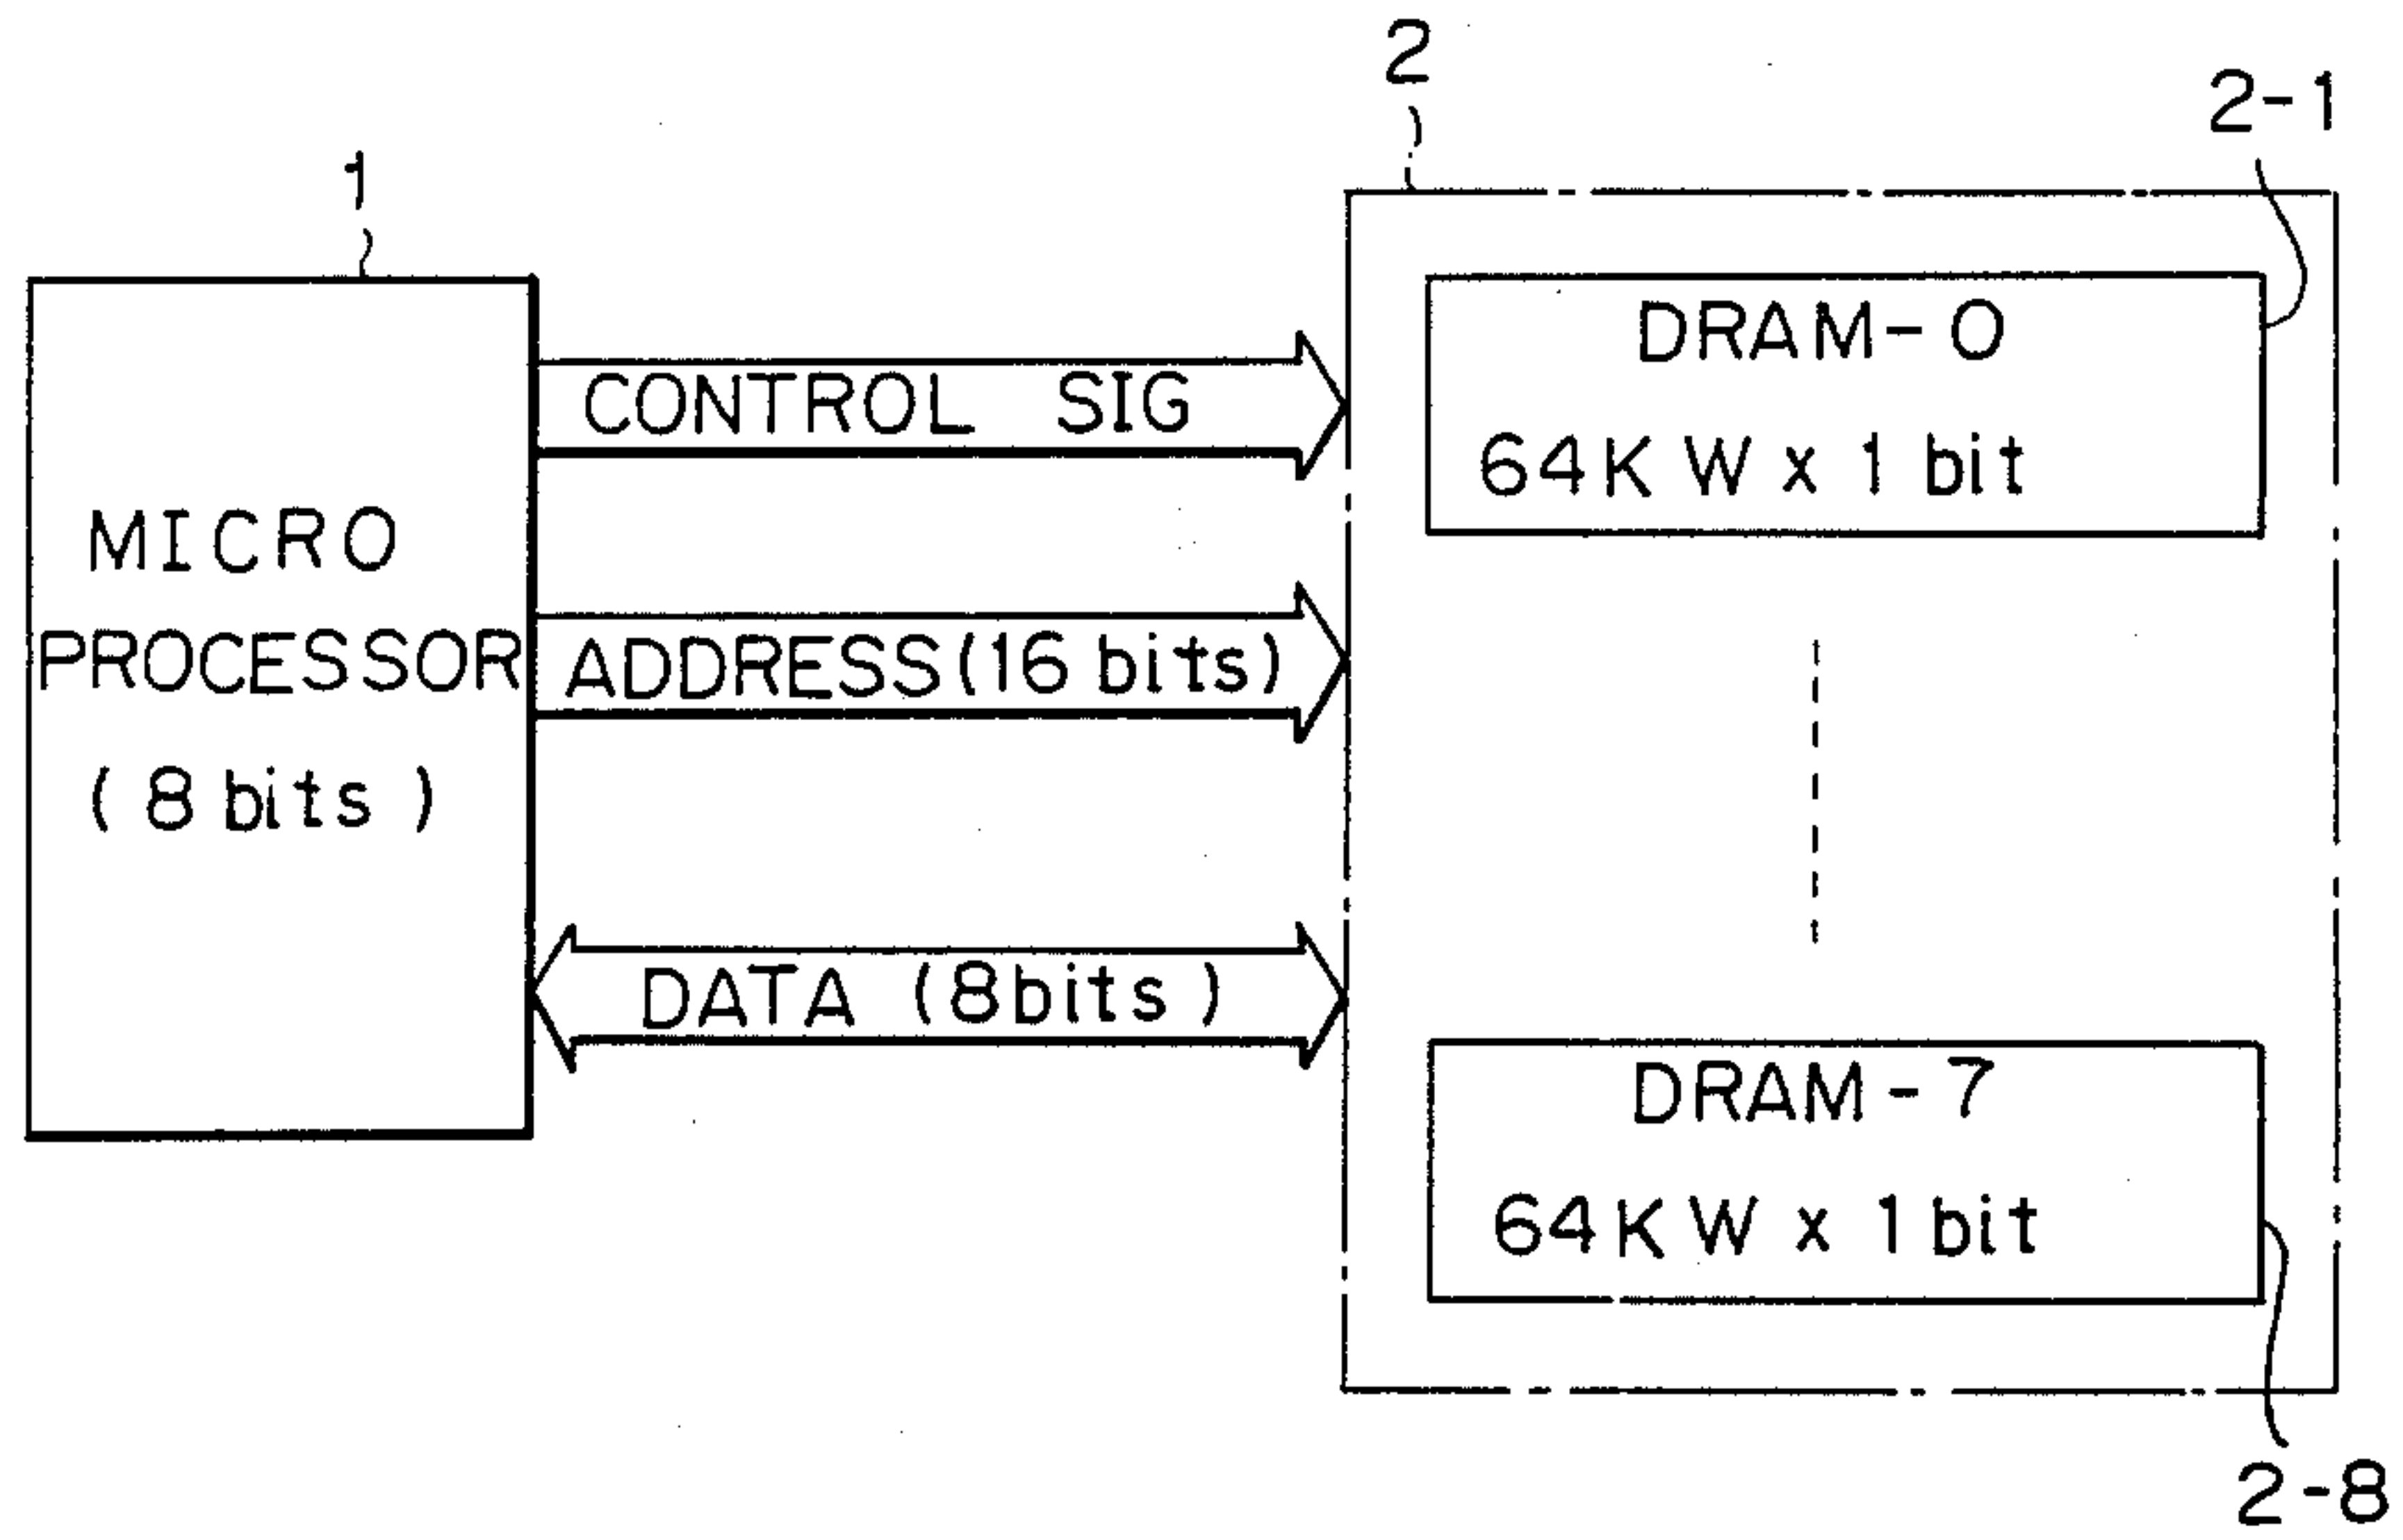 1
MICRO
PROCESSOR
(8 bits)
CONTROL SIG
ADDRESS (16 bits)
DATA (8bits)
2
2-1
DRAM-0
64K W x 1 bit
DRAM-7
64K W x 1 bit
2-8